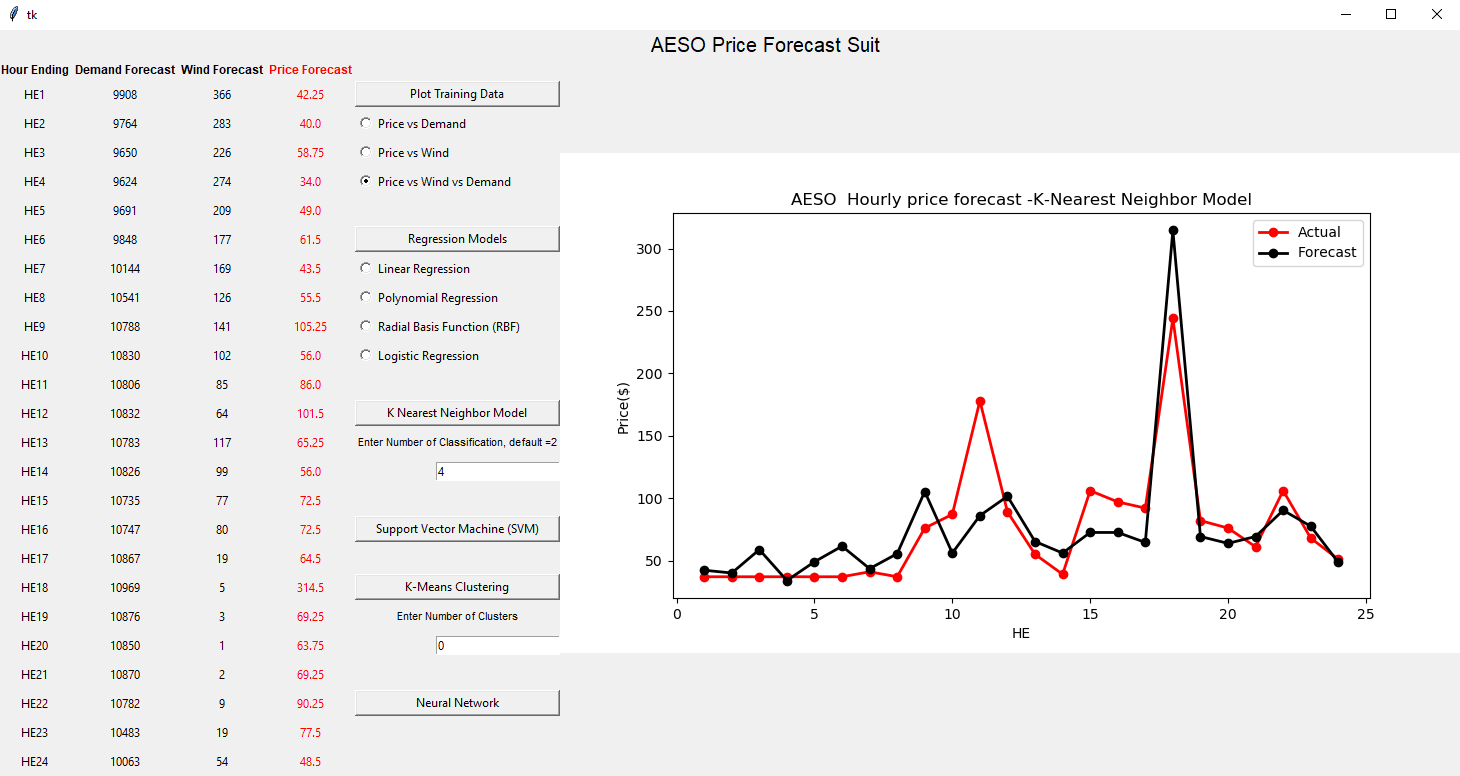 tk
AESO Price Forecast Suit
Hour Ending Demand Forecast Wind Forecast Price Forecast
HE1 9908 366 42.25 Plot Training Data
HE2 9764 283 40.0 Price vs Demand
HE3 9650 226 58.75 Price vs Wind
HE4 9624 274 34.0 Price vs Wind vs Demand
HE5 9691 209 49.0
HE6 9848 177 61.5 Regression Models
HE7 10144 169 43.5 Linear Regression
HE8 10541 126 55.5 Polynomial Regression
HE9 10788 141 105.25 Radial Basis Function (RBF)
HE10 10830 102 56.0 Logistic Regression
HE11 10806 85 86.0
HE12 10832 64 101.5 K Nearest Neighbor Model
HE13 10783 117 65.25 Enter Number of Classification, default =2
HE14 10826 99 56.0 4
HE15 10735 77 72.5
HE16 10747 80 72.5 Support Vector Machine (SVM)
HE17 10867 19 64.5
HE18 10969 5 314.5 K-Means Clustering
HE19 10876 3 69.25 Enter Number of Clusters
HE20 10850 1 63.75 0
HE21 10870 2 69.25
HE22 10782 9 90.25 Neural Network
HE23 10483 19 77.5
HE24 10063 54 48.5
AESO  Hourly price forecast -K-Nearest Neighbor Model
Actual
Forecast
300
250
200
150
100
50
Price($)
0 5 10 15 20 25
HE